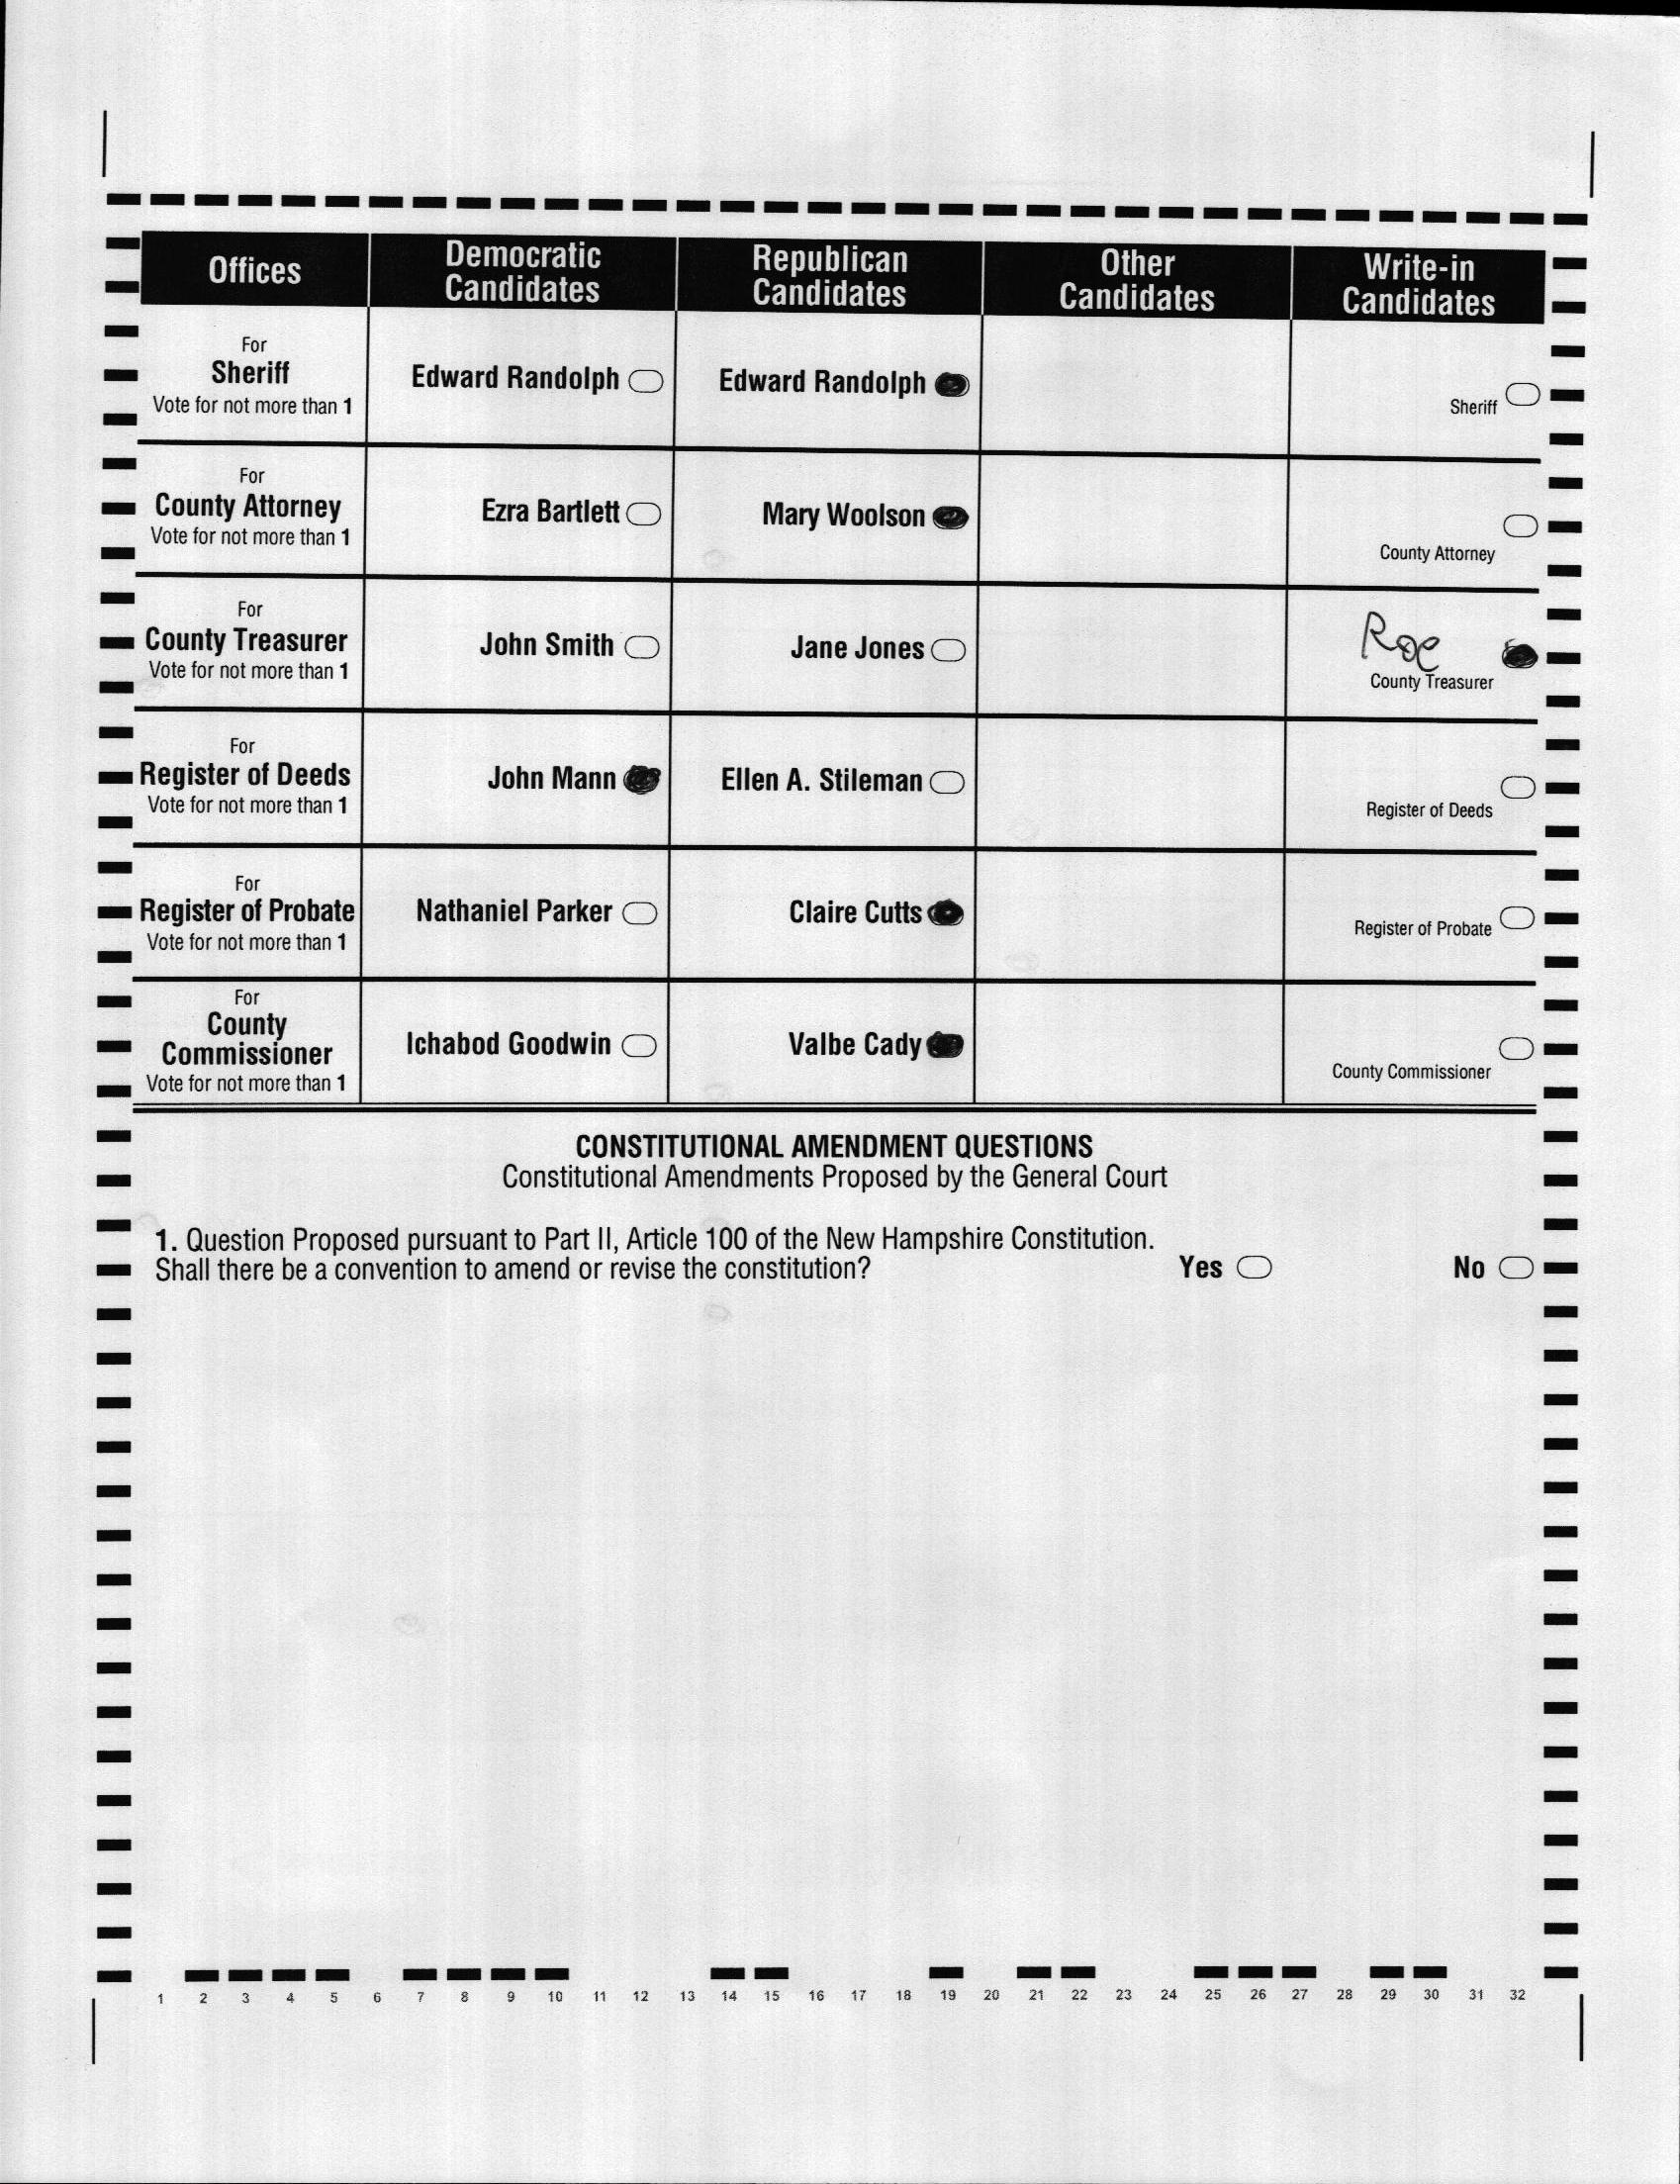 Offices
Democratic
Candidates
Republican
Candidates
Other
Candidates
Write-in
Candidates
For
Sheriff
Vote for not more than 1
Edward Randolph
Edward Randolph
Sheriff
For
County Attorney
Vote for not more than 1
Ezra Bartlett
Mary Woolson
County Attorney
For
County Treasurer
Vote for not more than 1
John Smith
Jane Jones
Roe
County Treasurer
For
Register of Deeds
Vote for not more than 1
John Mann
Ellen A. Stileman
Register of Deeds
For
Register of Probate
Vote for not more than 1
Nathaniel Parker
Claire Cutts
Register of Probate
For
County
Commissioner
Vote for not more than 1
Ichabod Goodwin
Valbe Cady
County Commissioner
CONSTITUTIONAL AMENDMENT QUESTIONS
Constitutional Amendments Proposed by the General Court
1. Question Proposed pursuant to Part II, Article 100 of the New Hampshire Constitution.
Shall there be a convention to amend or revise the constitution? Yes No
1 2 3 4 5 6 7 8 9 10 11 12 13 14 15 16 17 18 19 20 21 22 23 24 25 26 27 28 29 30 31 32